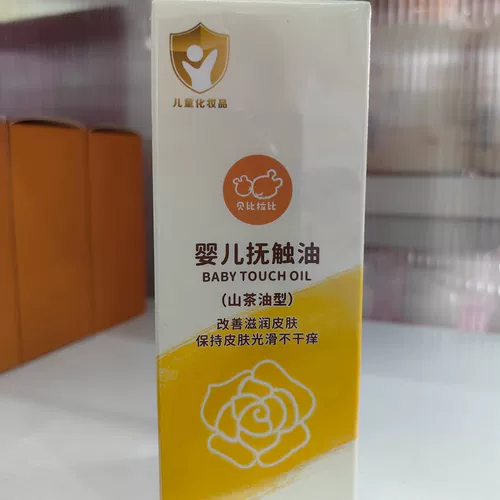 儿童化妆品
贝比拉比
婴儿抚触油
BABY TOUCH OIL
（山茶油型）
改善滋润皮肤
保持皮肤光滑不干痒